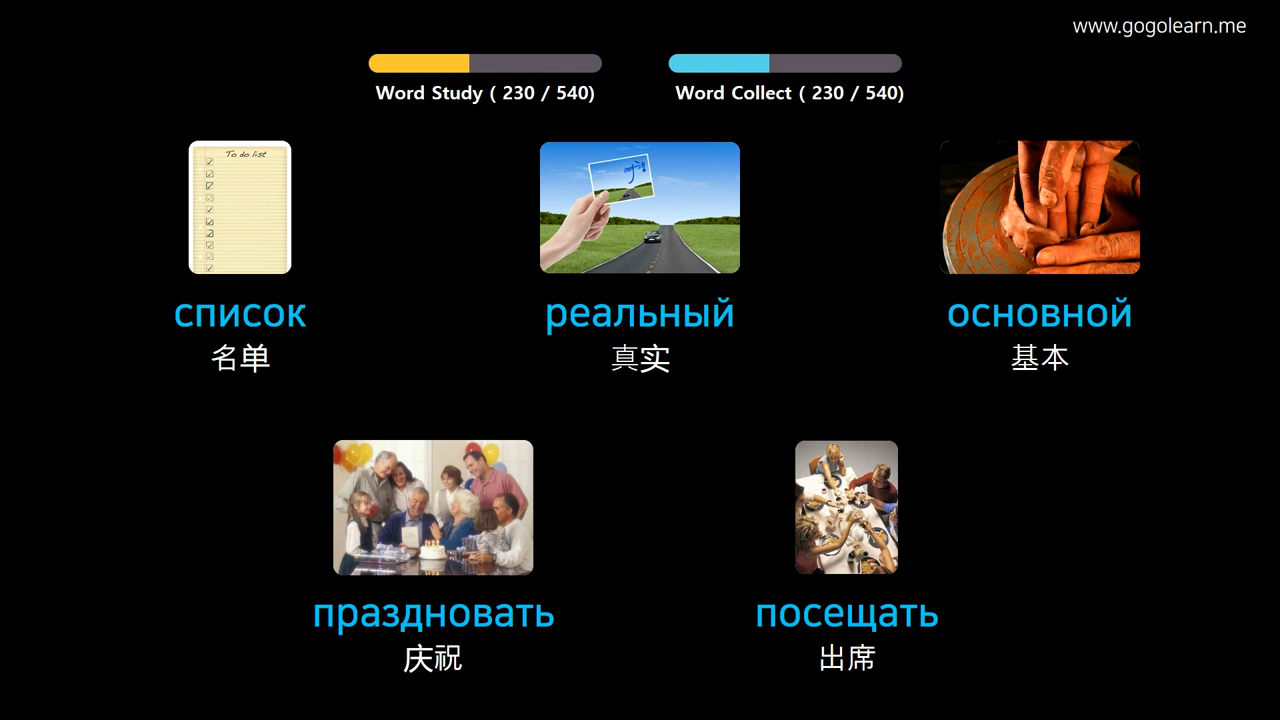 www.gogolearn.me
Word Study ( 230 / 540)
Word Collect ( 230 / 540)
To do list
список
名单
реальный
真实
основной
基本
праздновать
庆祝
посещать
出席